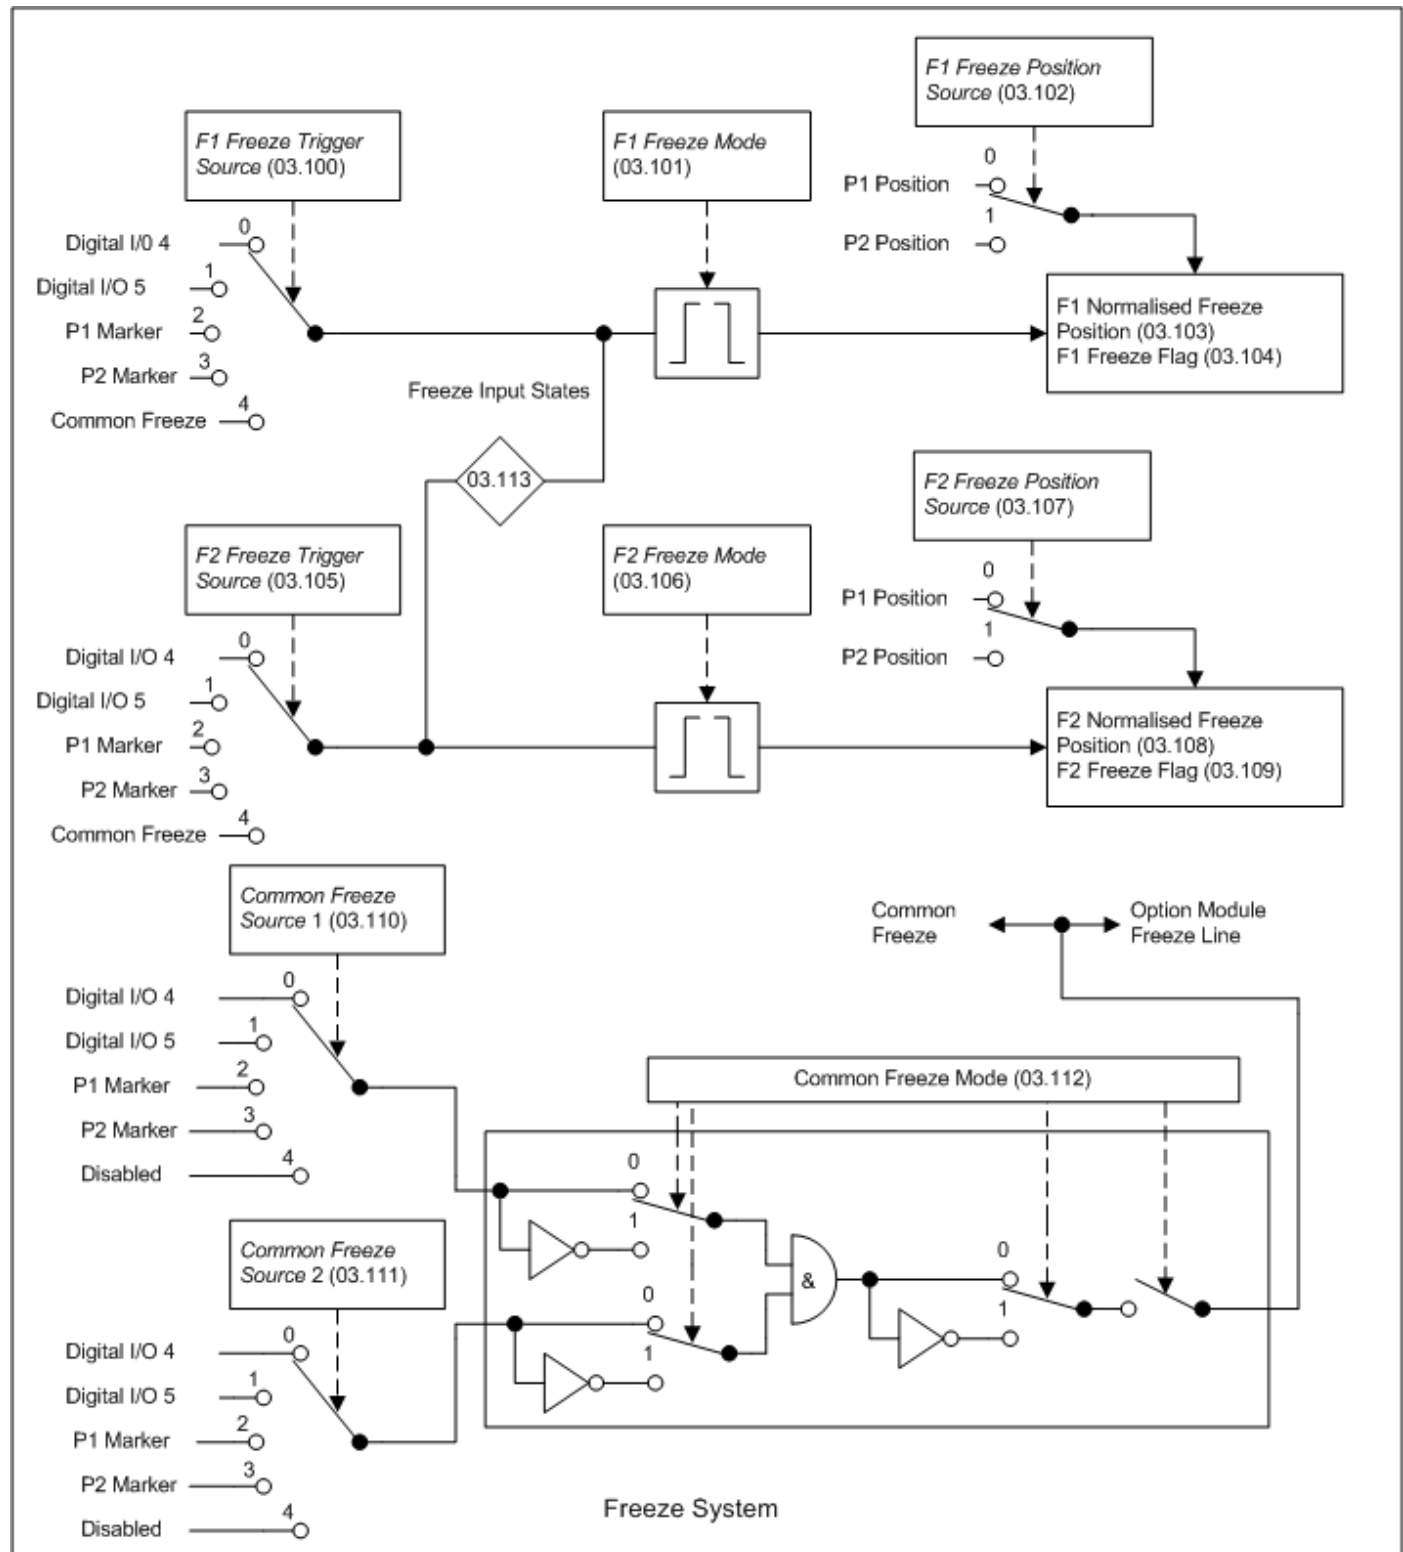 F1 Freeze Position
Source (03.102)
F1 Freeze Trigger
Source (03.100)
F1 Freeze Mode
(03.101)
0
P1 Position
1
P2 Position
0
Digital I/0 4
1
Digital I/O 5
2
P1 Marker
3
P2 Marker
4
Common Freeze
F1 Normalised Freeze
Position (03.103)
F1 Freeze Flag (03.104)
Freeze Input States
03.113
F2 Freeze Position
Source (03.107)
F2 Freeze Trigger
Source (03.105)
F2 Freeze Mode
(03.106)
0
P1 Position
1
P2 Position
0
Digital I/O 4
1
Digital I/O 5
2
P1 Marker
3
P2 Marker
4
Common Freeze
F2 Normalised Freeze
Position (03.108)
F2 Freeze Flag (03.109)
Common Freeze
Source 1 (03.110)
Common
Freeze
Option Module
Freeze Line
0
Digital I/O 4
1
Digital I/O 5
2
P1 Marker
3
P2 Marker
4
Disabled
Common Freeze Mode (03.112)
0
1
0
1
&
0
1
Common Freeze
Source 2 (03.111)
0
Digital I/O 4
1
Digital I/O 5
2
P1 Marker
3
P2 Marker
4
Disabled
Freeze System